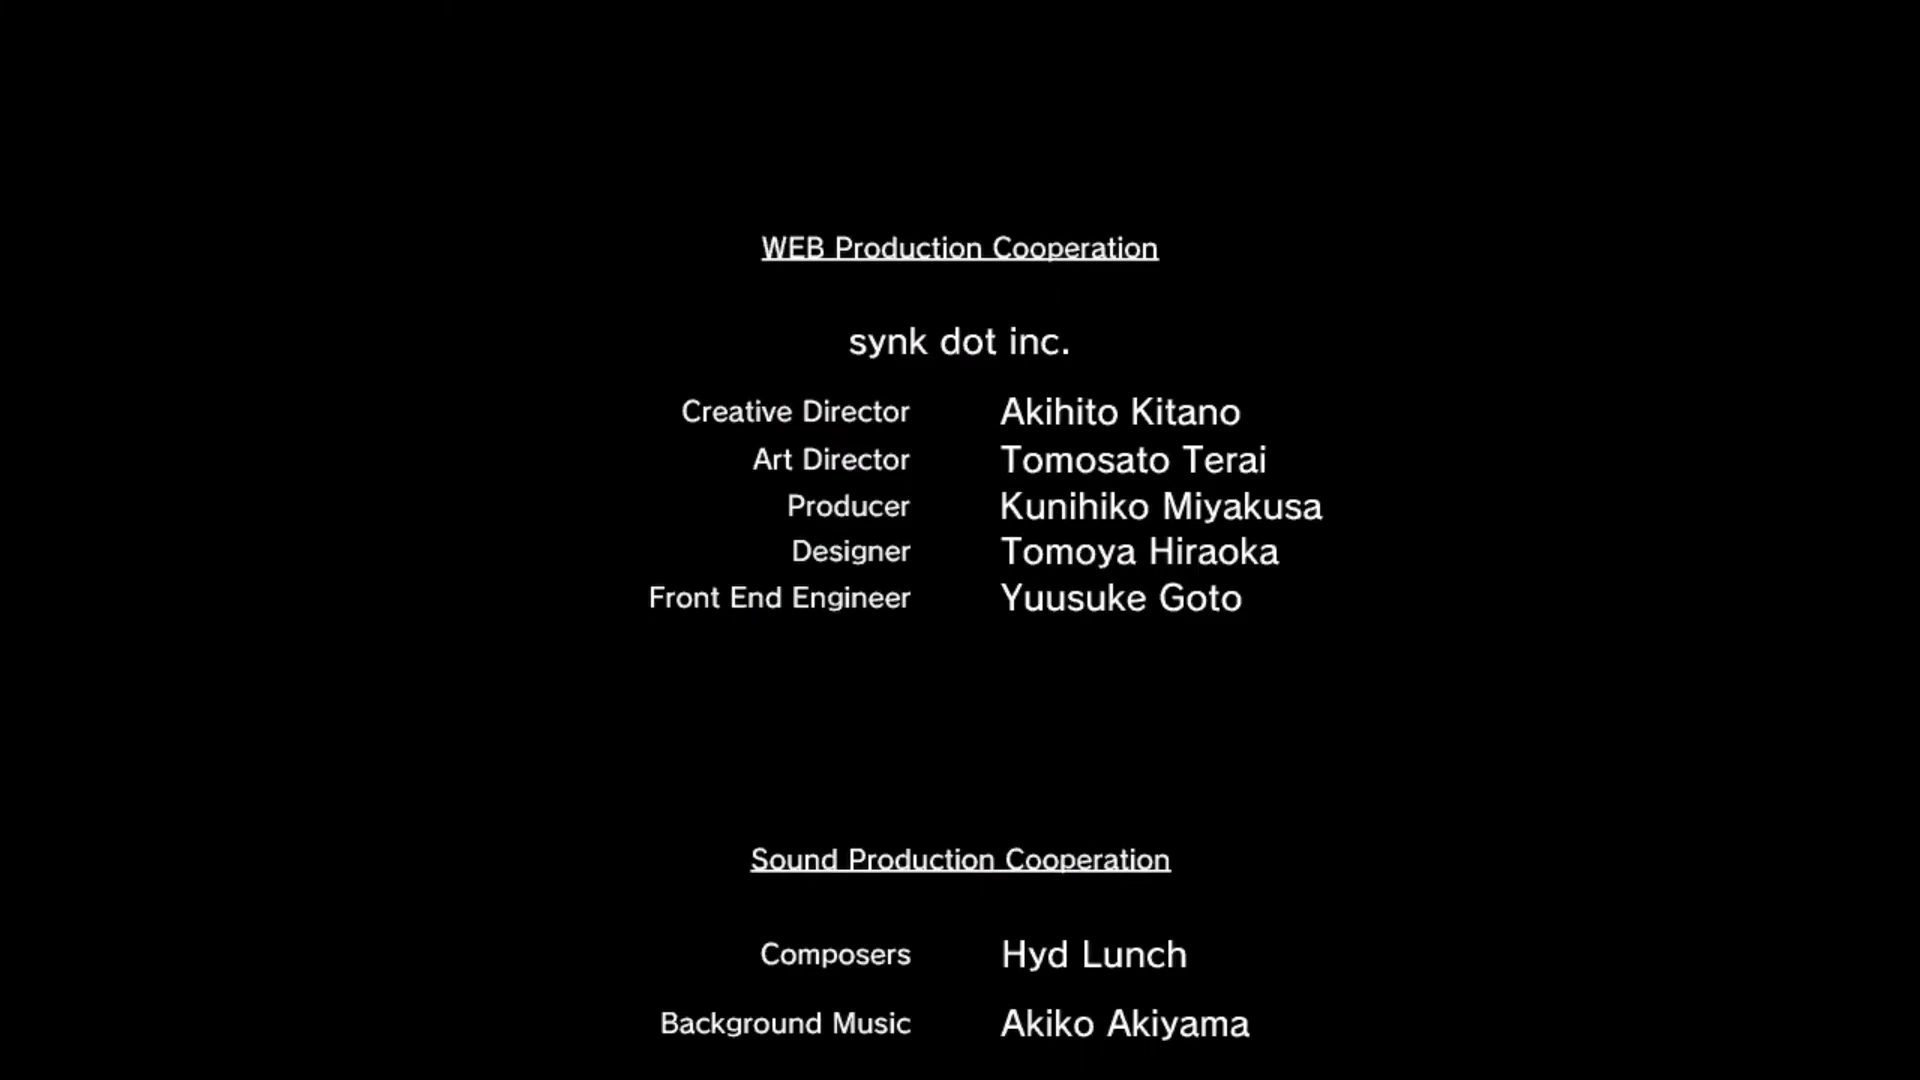 WEB Production Cooperation
synk dot inc.
Creative Director Akihito Kitano
Art Director Tomosato Terai
Producer Kunihiko Miyakusa
Designer Tomoya Hiraoka
Front End Engineer Yuusuke Goto
Sound Production Cooperation
Composers Hyd Lunch
Background Music Akiko Akiyama